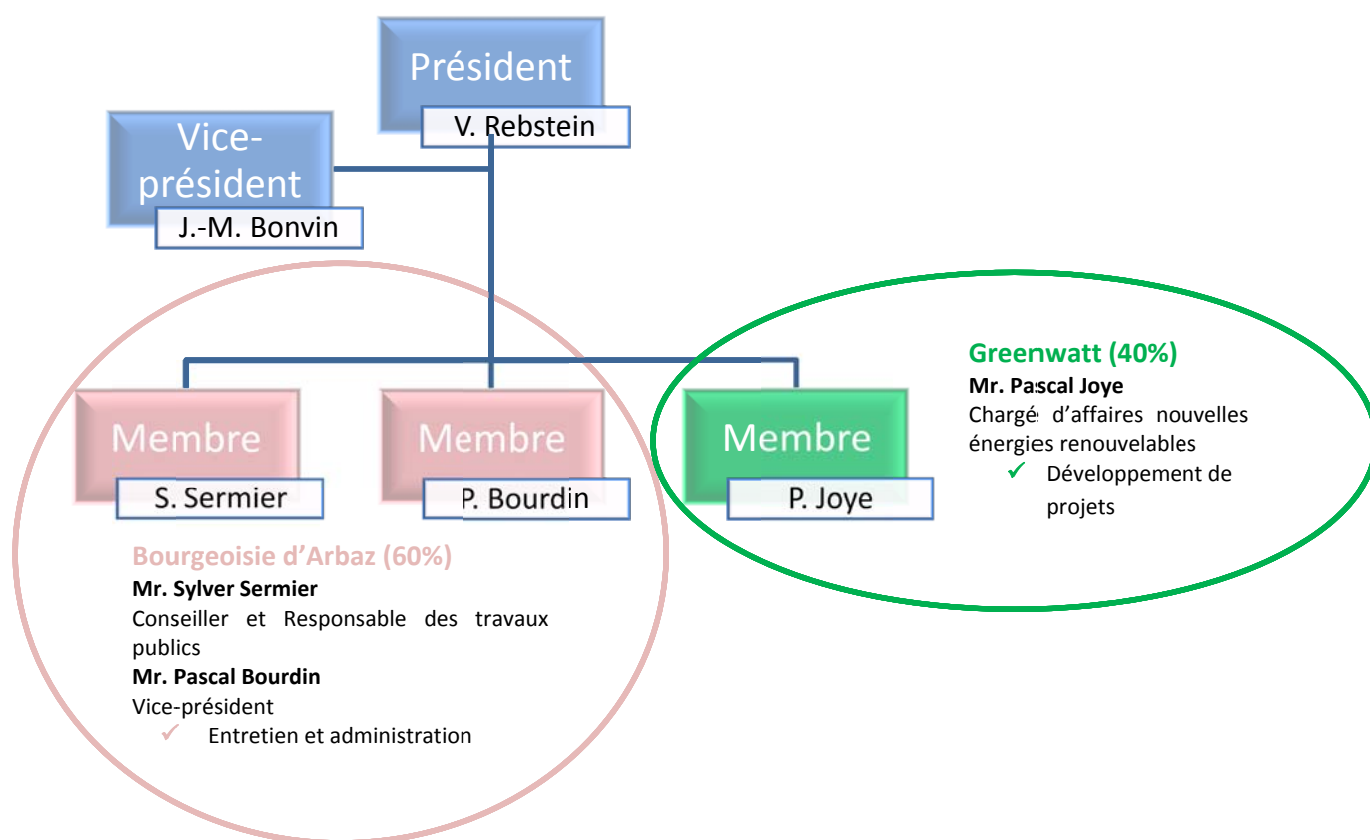 Président
V. Rebstein
Vice-
président
J.-M. Bonvin
Membre
S. Sermier
Membre
P. Bourdin
Membre
P. Joye
Greenwatt (40%)
Mr. Pascal Joye
Chargé d’affaires nouvelles
énergies renouvelables
✓ Développement de
projets
Bourgeoisie d’Arbaz (60%)
Mr. Sylver Sermier
Conseiller et Responsable des travaux
publics
Mr. Pascal Bourdin
Vice-président
✓ Entretien et administration